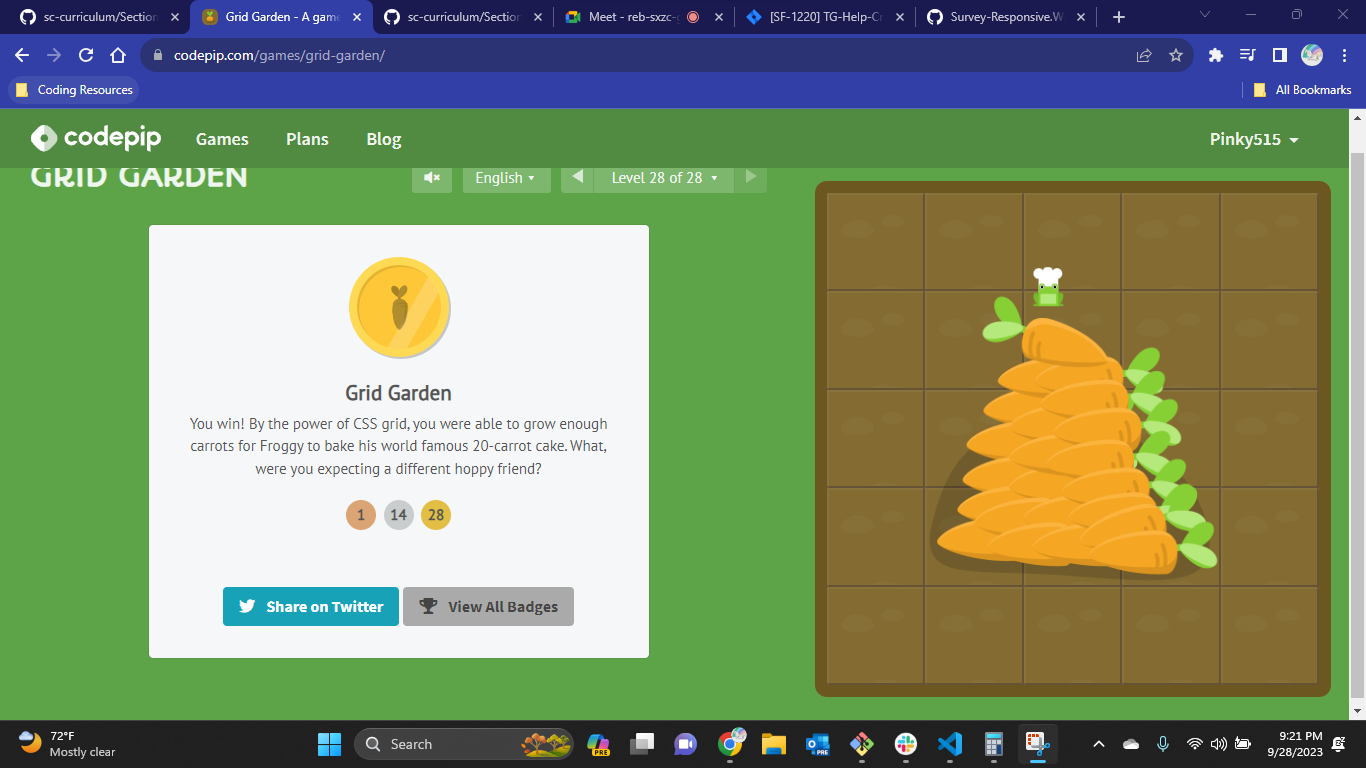 sc-curriculum/Section
Grid Garden - A game
sc-curriculum/Section
Meet - reb-sxzc-g
[SF-1220] TG-Help-Cr
Survey-Responsive.W
codepip.com/games/grid-garden/
Coding Resources
All Bookmarks
codepip
Games
Plans
Blog
Pinky515
GRID GARDEN
English
Level 28 of 28
Grid Garden
You win! By the power of CSS grid, you were able to grow enough
carrots for Froggy to bake his world famous 20-carrot cake. What,
were you expecting a different hoppy friend?
1 14 28
Share on Twitter
View All Badges
72°F
Mostly clear
Search
PRE
PRE
9:21 PM
9/28/2023